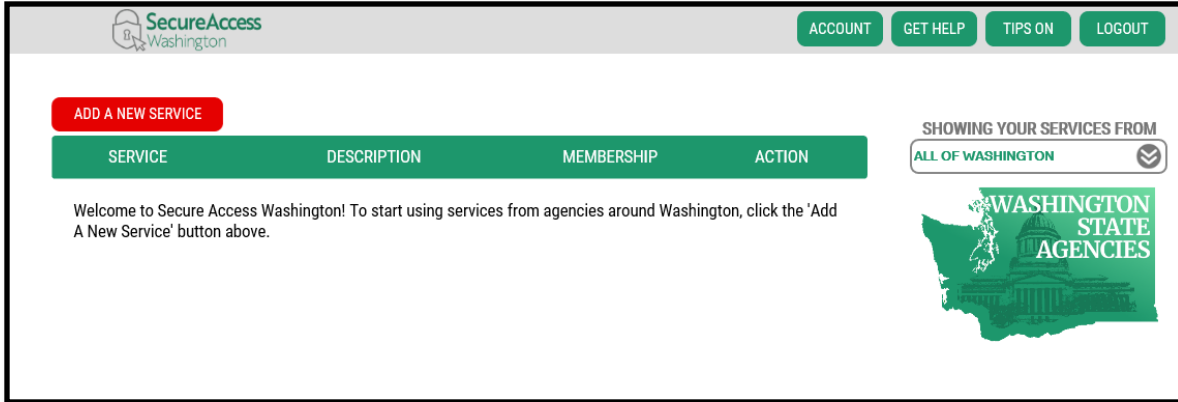 SecureAccess
Washington
ACCOUNT
GET HELP
TIPS ON
LOGOUT
ADD A NEW SERVICE
SHOWING YOUR SERVICES FROM
SERVICE DESCRIPTION MEMBERSHIP ACTION
ALL OF WASHINGTON
Welcome to Secure Access Washington! To start using services from agencies around Washington, click the 'Add
A New Service' button above.
WASHINGTON
STATE
AGENCIES